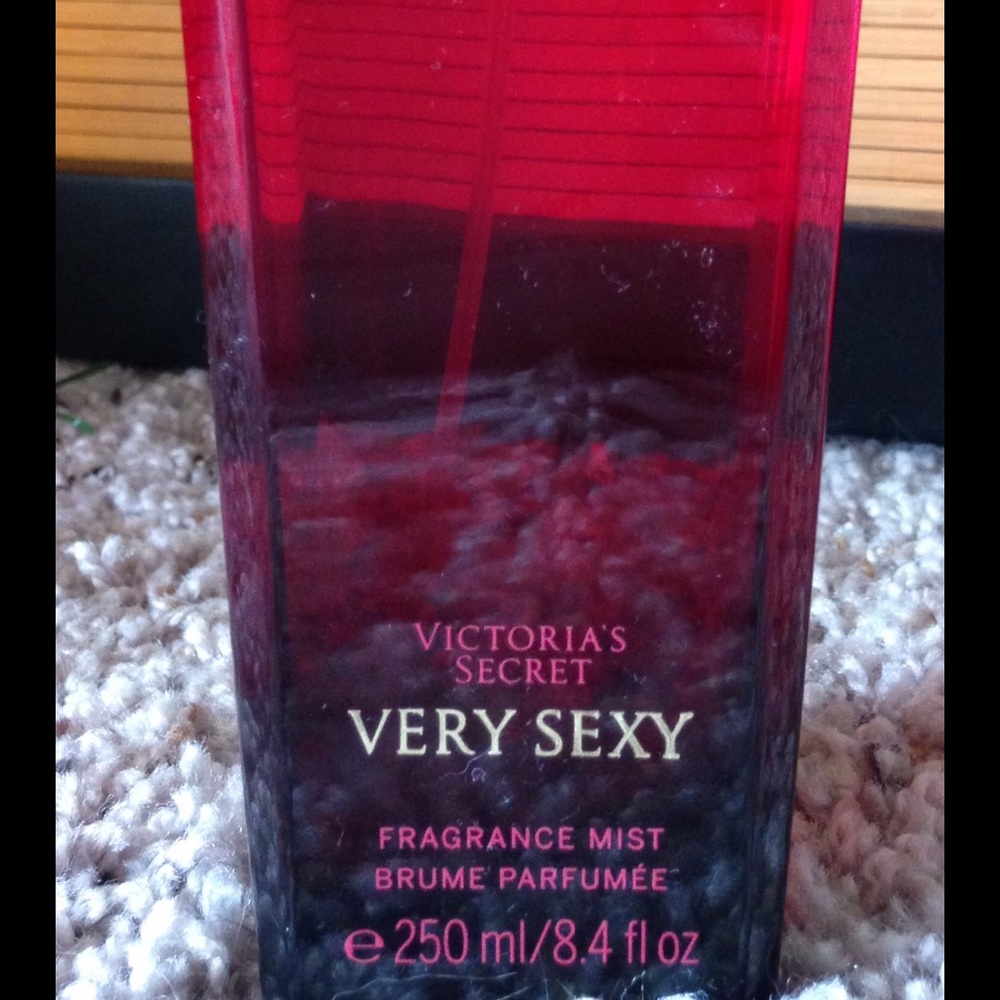 VICTORIA'S
SECRET
VERY SEXY
FRAGRANCE MIST
BRUME PARFUMÉE
℮ 250 ml/8.4 fl oz